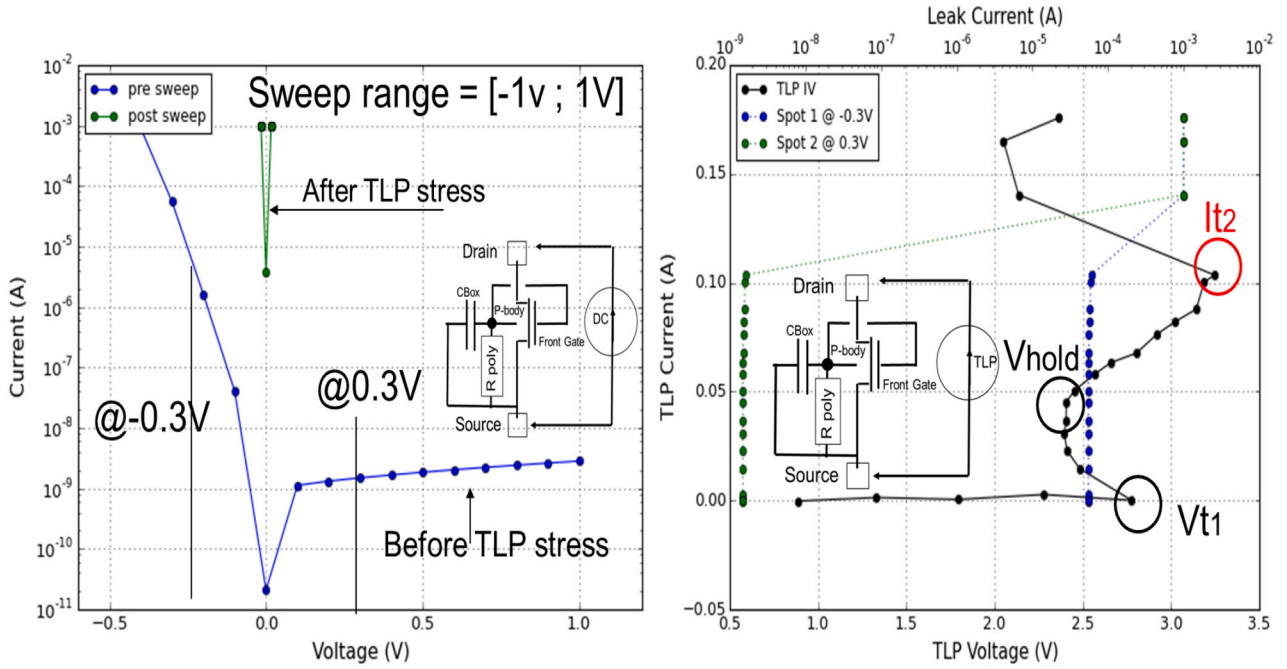 pre sweep
post sweep
Sweep range = [-1v ; 1V]
After TLP stress
@-0.3V
@0.3V
Before TLP stress
Drain
CBox
P-body
Front Gate
DC
R poly
Source
Current (A)
10⁻²
10⁻³
10⁻⁴
10⁻⁵
10⁻⁶
10⁻⁷
10⁻⁸
10⁻⁹
10⁻¹⁰
10⁻¹¹
−0.5 0.0 0.5 1.0
Voltage (V)
Leak Current (A)
10⁻⁹ 10⁻⁸ 10⁻⁷ 10⁻⁶ 10⁻⁵ 10⁻⁴ 10⁻³ 10⁻²
TLP IV
Spot 1 @ -0.3V
Spot 2 @ 0.3V
It2
Vhold
Vt1
Drain
CBox
P-body
Front Gate
TLP
R poly
Source
TLP Current (A)
0.20
0.15
0.10
0.05
0.00
−0.05
0.5 1.0 1.5 2.0 2.5 3.0 3.5
TLP Voltage (V)